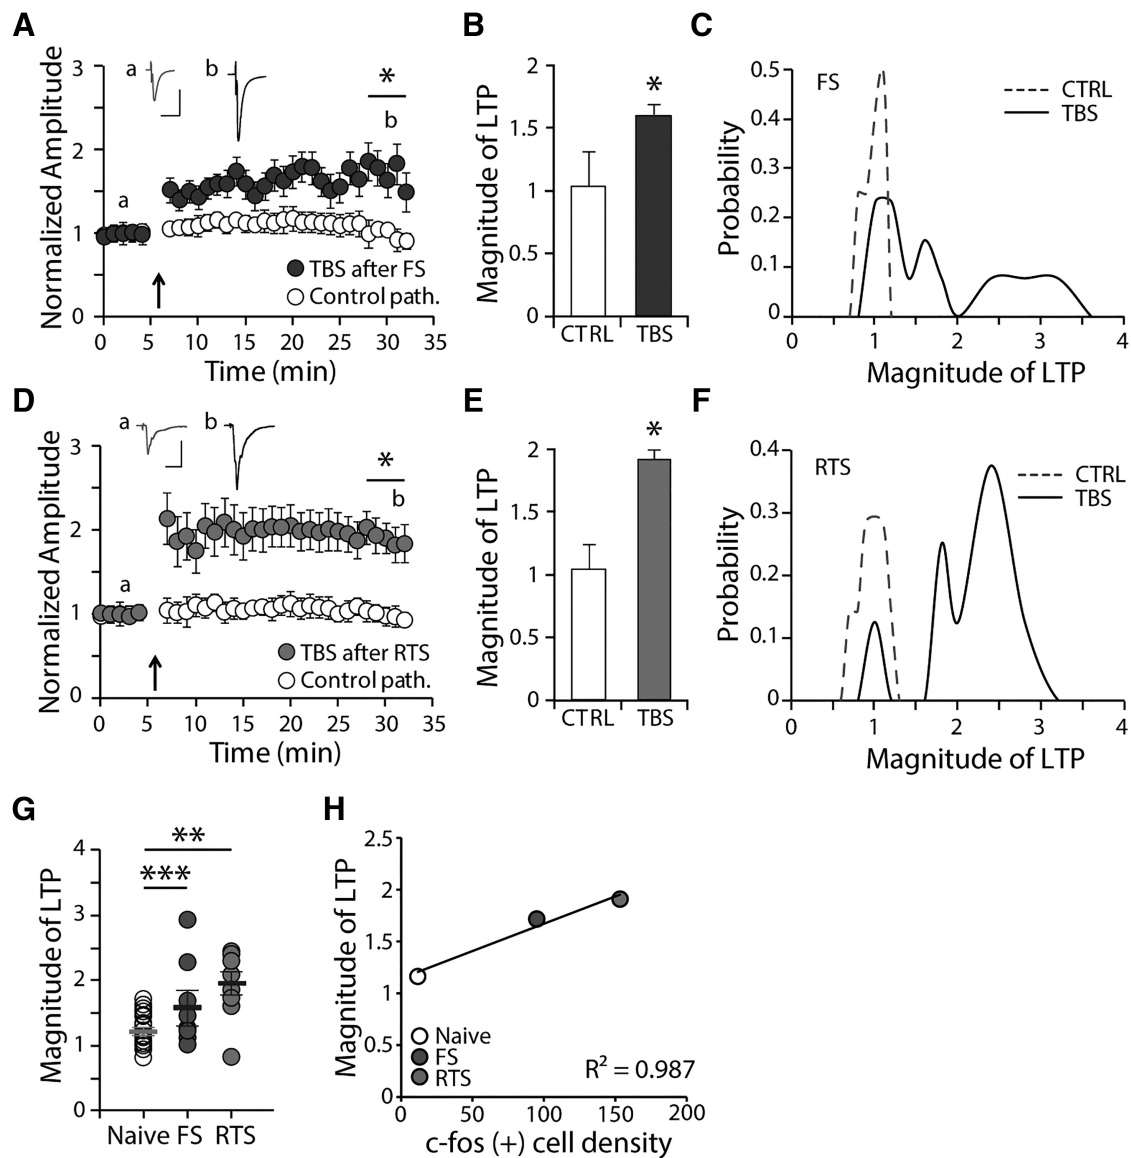 A
Normalized Amplitude
3
2
1
0
a
b
*
b
a
TBS after FS
Control path.
0 5 10 15 20 25 30 35
Time (min)
B
Magnitude of LTP
2
1.5
1
0.5
0
*
CTRL TBS
C
Probability
0.5
0.4
0.3
0.2
0.1
0
FS
CTRL
TBS
0 1 2 3 4
Magnitude of LTP
D
Normalized Amplitude
3
2
1
0
a
b
*
b
a
TBS after RTS
Control path.
0 5 10 15 20 25 30 35
Time (min)
E
Magnitude of LTP
2
1.5
1
0.5
0
*
CTRL TBS
F
Probability
0.4
0.3
0.2
0.1
0
RTS
CTRL
TBS
0 1 2 3 4
Magnitude of LTP
G
Magnitude of LTP
4
3
2
1
0
**
***
Naive FS RTS
H
Magnitude of LTP
2.5
2
1.5
1
0.5
0
Naive
FS
RTS
R² = 0.987
0 50 100 150 200
c-fos (+) cell density